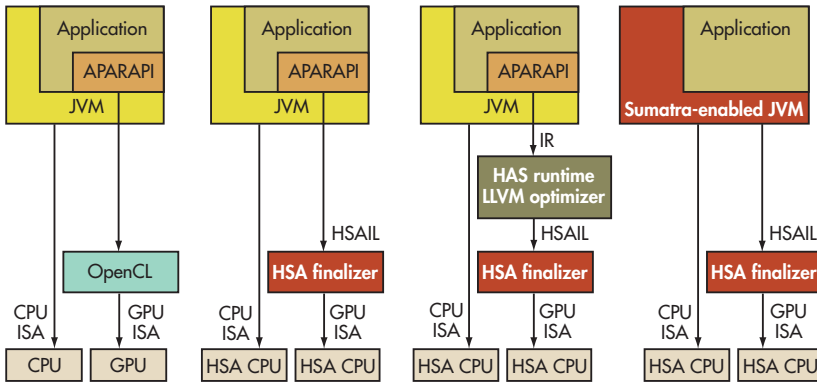 Application
APARAPI
JVM
OpenCL
CPU
ISA
GPU
ISA
CPU
GPU
Application
APARAPI
JVM
HSAIL
HSA finalizer
CPU
ISA
GPU
ISA
HSA CPU
HSA CPU
Application
APARAPI
JVM
IR
HAS runtime
LLVM optimizer
HSAIL
HSA finalizer
CPU
ISA
GPU
ISA
HSA CPU
HSA CPU
Application
Sumatra-enabled JVM
HSAIL
HSA finalizer
CPU
ISA
GPU
ISA
HSA CPU
HSA CPU